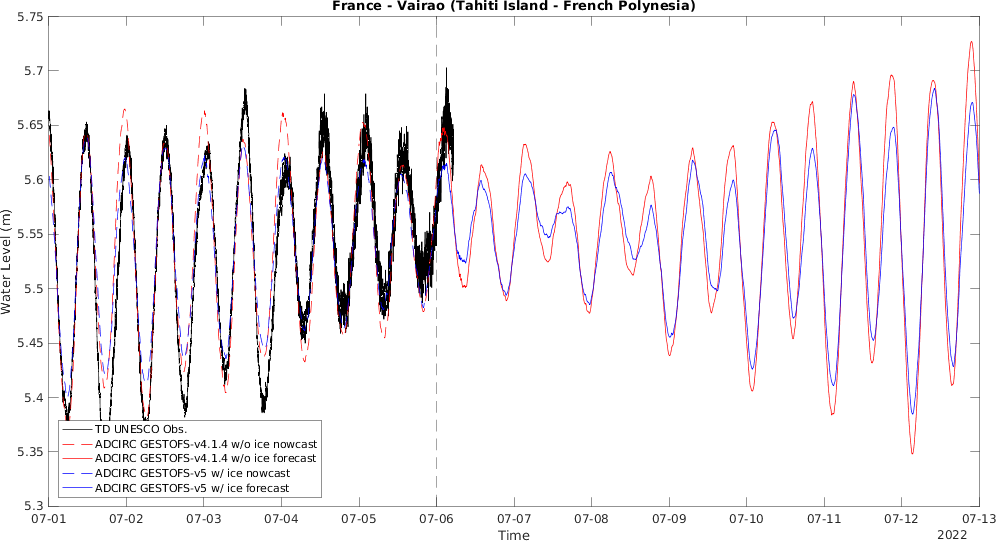 France - Vairao (Tahiti Island - French Polynesia)
5.75
5.7
5.65
5.6
5.55
5.5
5.45
5.4
5.35
5.3
Water Level (m)
TD UNESCO Obs.
ADCIRC GESTOFS-v4.1.4 w/o ice nowcast
ADCIRC GESTOFS-v4.1.4 w/o ice forecast
ADCIRC GESTOFS-v5 w/ ice nowcast
ADCIRC GESTOFS-v5 w/ ice forecast
07-01 07-02 07-03 07-04 07-05 07-06 07-07 07-08 07-09 07-10 07-11 07-12 07-13
Time
2022